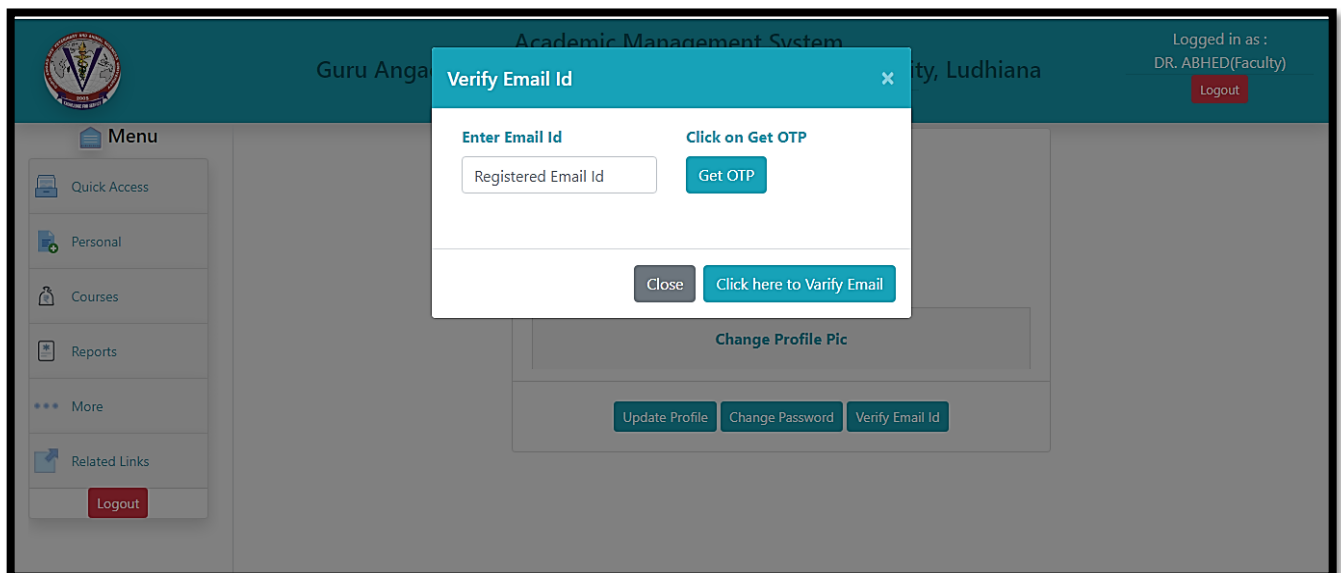 Academic Management System
Guru Anga ity, Ludhiana
Logged in as :
DR. ABHED(Faculty)
Logout
Verify Email Id ×
Enter Email Id Click on Get OTP
Registered Email Id Get OTP
Close Click here to Varify Email
Menu
Quick Access
Personal
Courses
Reports
More
Related Links
Logout
Change Profile Pic
Update Profile Change Password Verify Email Id